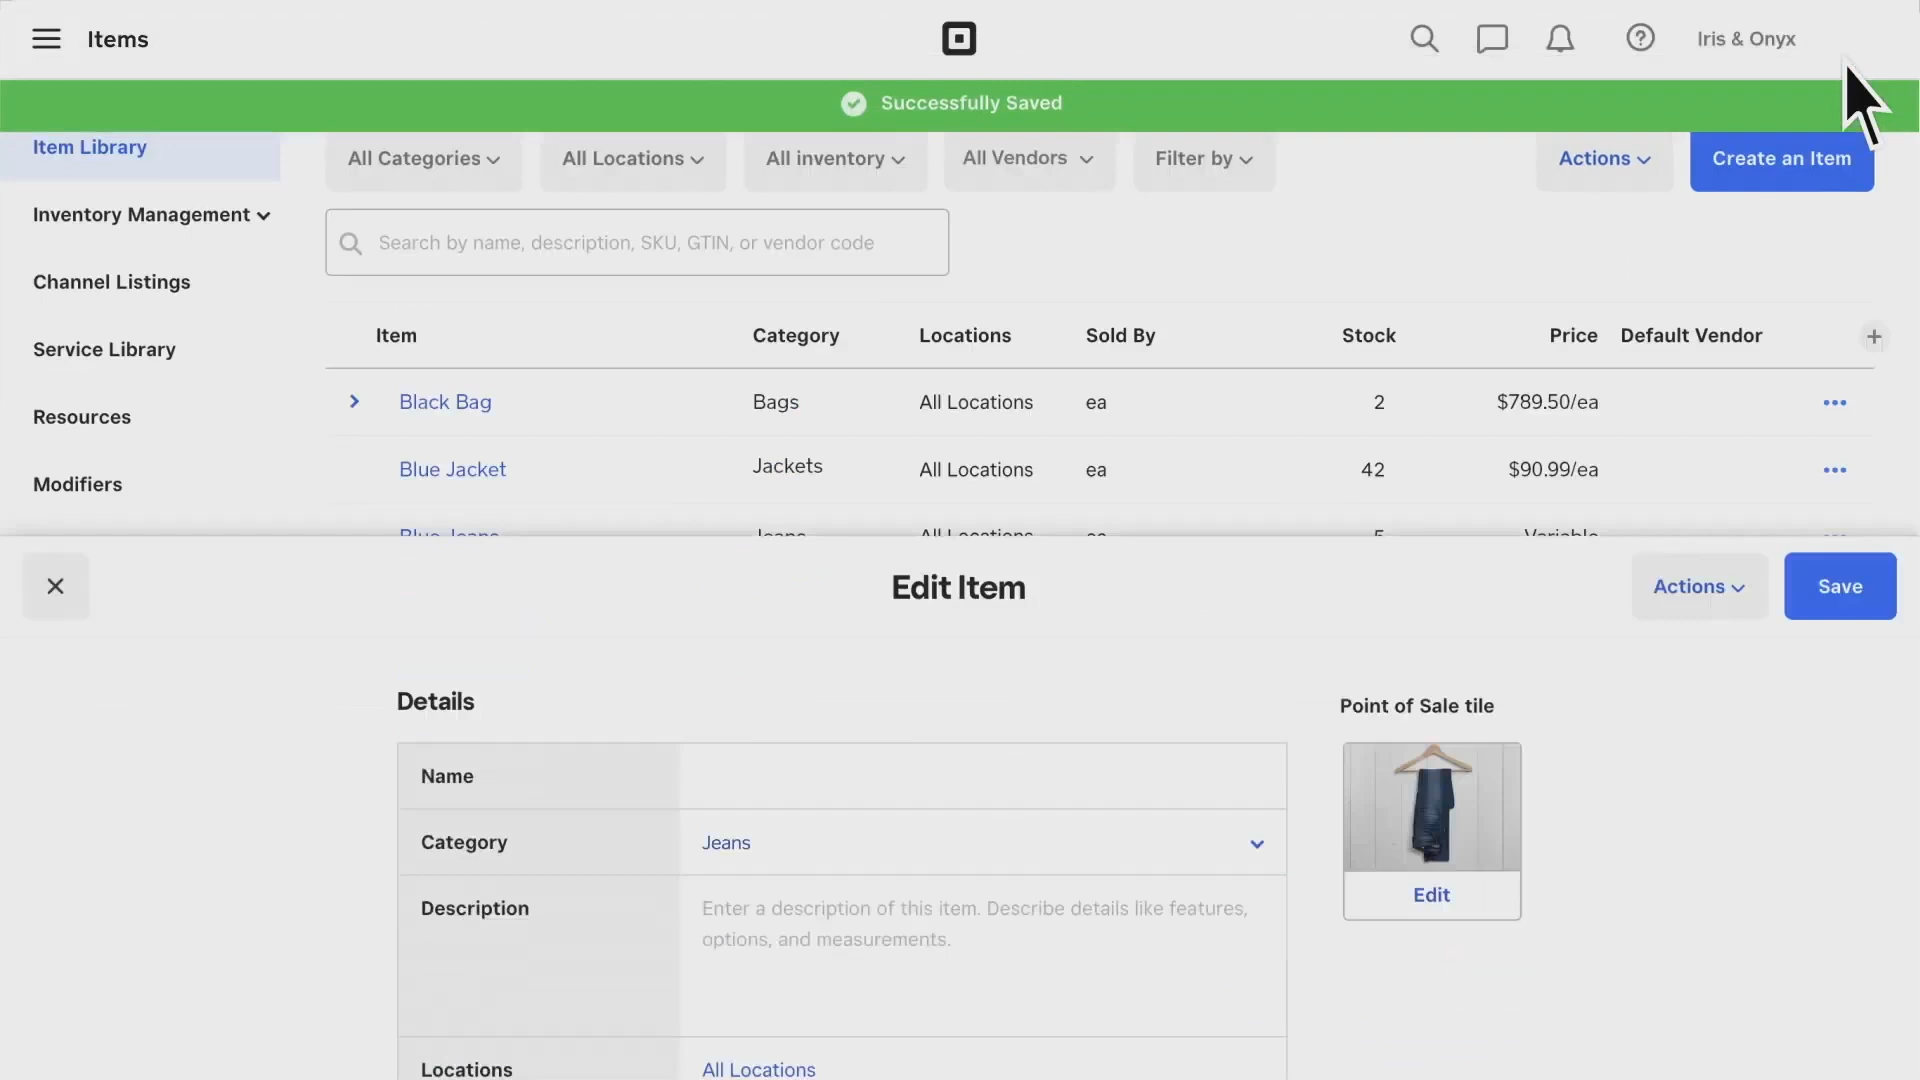 Items
Iris & Onyx
Successfully Saved
Item Library
All Categories
All Locations
All inventory
All Vendors
Filter by
Actions
Create an Item
Inventory Management
Search by name, description, SKU, GTIN, or vendor code
Channel Listings
Item Category Locations Sold By Stock Price Default Vendor
Service Library
Black Bag Bags All Locations ea 2 $789.50/ea
Resources
Blue Jacket Jackets All Locations ea 42 $90.99/ea
Modifiers
Blue Jeans Jeans All Locations ea 5 Variable
Edit Item
Actions
Save
Details
Point of Sale tile
Name
Category Jeans
Description
Enter a description of this item. Describe details like features,
options, and measurements.
Edit
Locations All Locations